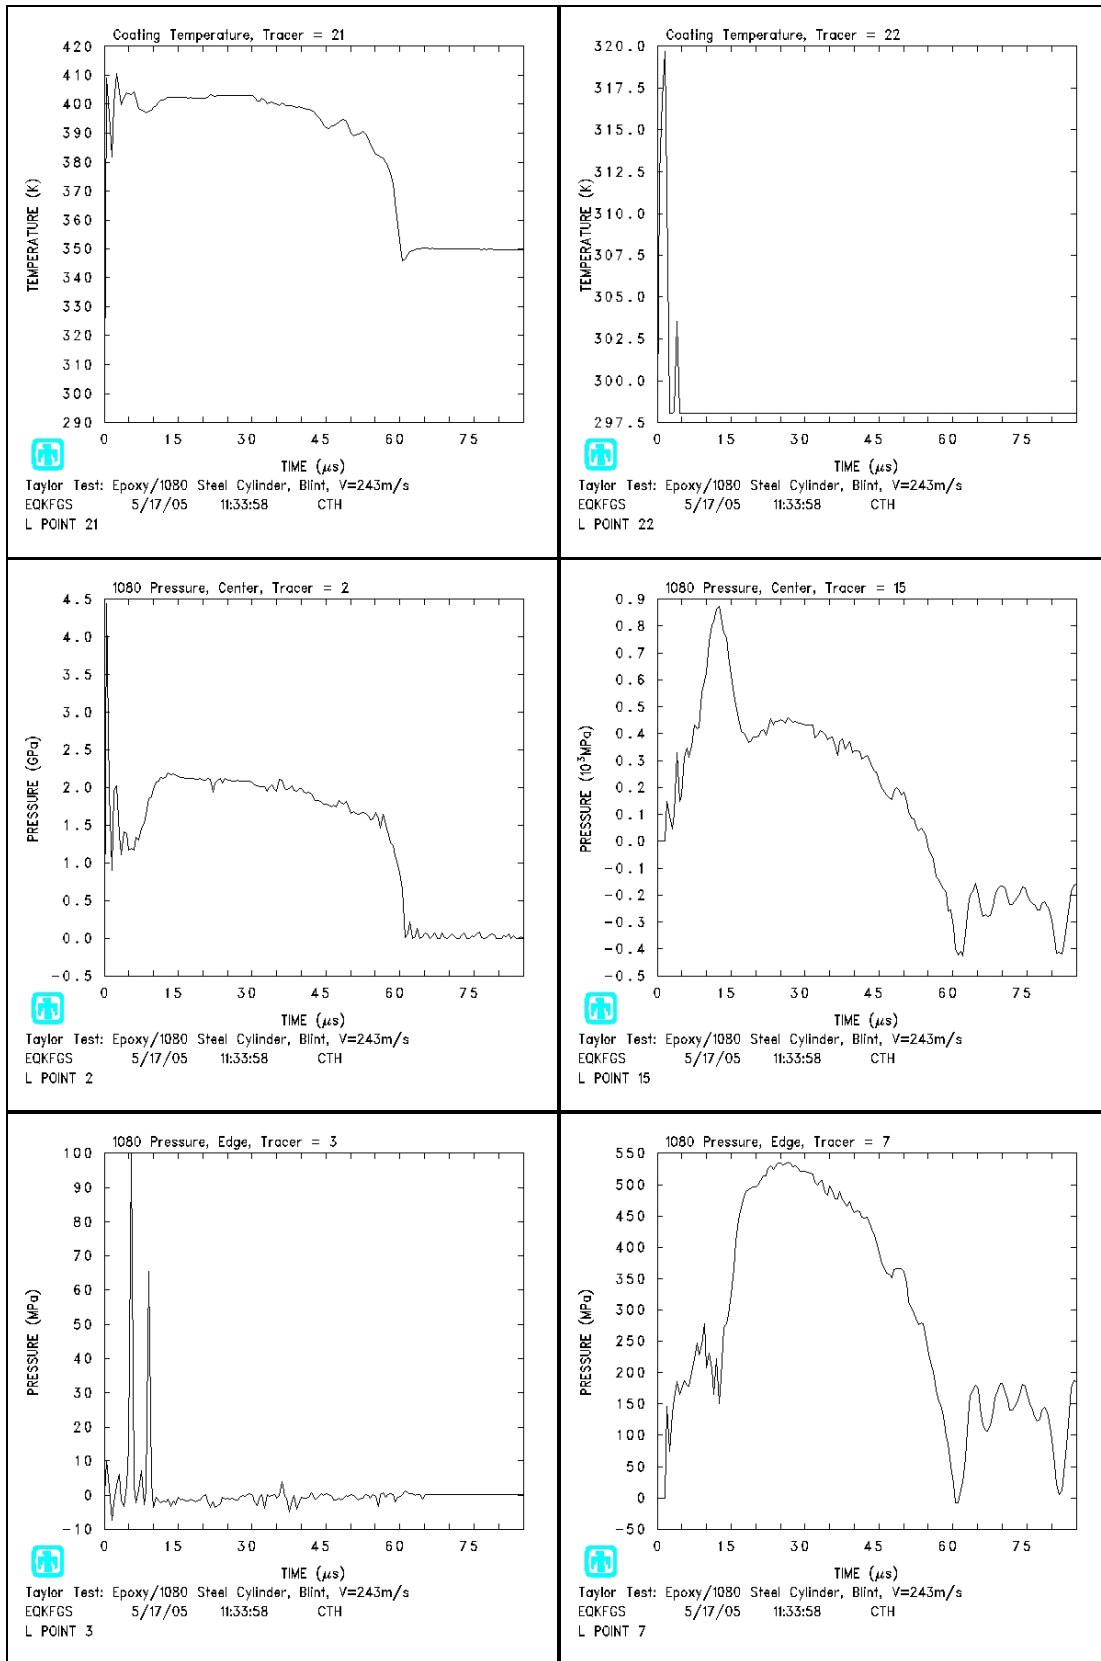 Coating Temperature, Tracer = 21
420
410
400
390
380
370
360
350
340
330
320
310
300
290
TEMPERATURE (K)
0 15 30 45 60 75
TIME (μs)
Taylor Test: Epoxy/1080 Steel Cylinder, Blint, V=243m/s
EQKFGS 5/17/05 11:33:58 CTH
L POINT 21
Coating Temperature, Tracer = 22
320.0
317.5
315.0
312.5
310.0
307.5
305.0
302.5
300.0
297.5
TEMPERATURE (K)
0 15 30 45 60 75
TIME (μs)
Taylor Test: Epoxy/1080 Steel Cylinder, Blint, V=243m/s
EQKFGS 5/17/05 11:33:58 CTH
L POINT 22
1080 Pressure, Center, Tracer = 2
4.5
4.0
3.5
3.0
2.5
2.0
1.5
1.0
0.5
0.0
-0.5
PRESSURE (GPa)
0 15 30 45 60 75
TIME (μs)
Taylor Test: Epoxy/1080 Steel Cylinder, Blint, V=243m/s
EQKFGS 5/17/05 11:33:58 CTH
L POINT 2
1080 Pressure, Center, Tracer = 15
0.9
0.8
0.7
0.6
0.5
0.4
0.3
0.2
0.1
0.0
-0.1
-0.2
-0.3
-0.4
-0.5
PRESSURE (10³MPa)
0 15 30 45 60 75
TIME (μs)
Taylor Test: Epoxy/1080 Steel Cylinder, Blint, V=243m/s
EQKFGS 5/17/05 11:33:58 CTH
L POINT 15
1080 Pressure, Edge, Tracer = 3
100
90
80
70
60
50
40
30
20
10
0
-10
PRESSURE (MPa)
0 15 30 45 60 75
TIME (μs)
Taylor Test: Epoxy/1080 Steel Cylinder, Blint, V=243m/s
EQKFGS 5/17/05 11:33:58 CTH
L POINT 3
1080 Pressure, Edge, Tracer = 7
550
500
450
400
350
300
250
200
150
100
50
0
-50
PRESSURE (MPa)
0 15 30 45 60 75
TIME (μs)
Taylor Test: Epoxy/1080 Steel Cylinder, Blint, V=243m/s
EQKFGS 5/17/05 11:33:58 CTH
L POINT 7